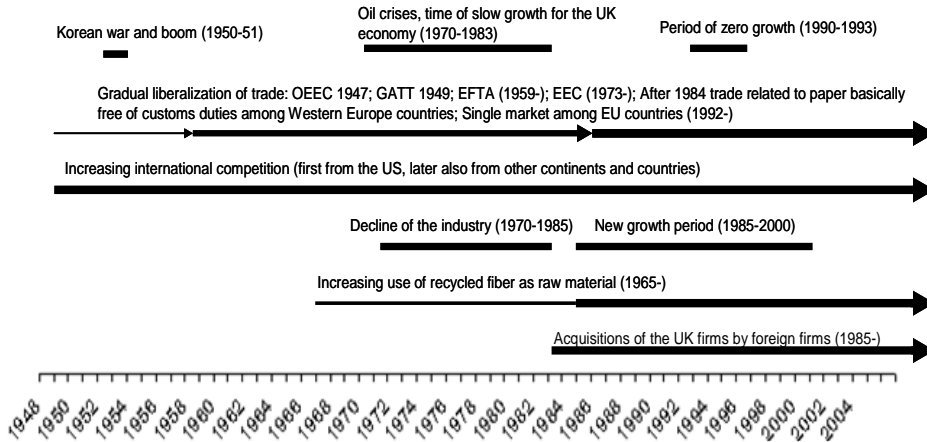 Oil crises, time of slow growth for the UK
economy (1970-1983)
Korean war and boom (1950-51)
Period of zero growth (1990-1993)
Gradual liberalization of trade: OEEC 1947; GATT 1949; EFTA (1959-); EEC (1973-); After 1984 trade related to paper basically
free of customs duties among Western Europe countries; Single market among EU countries (1992-)
Increasing international competition (first from the US, later also from other continents and countries)
Decline of the industry (1970-1985)
New growth period (1985-2000)
Increasing use of recycled fiber as raw material (1965-)
Acquisitions of the UK firms by foreign firms (1985-)
1948 1950 1952 1954 1956 1958 1960 1962 1964 1966 1968 1970 1972 1974 1976 1978 1980 1982 1984 1986 1988 1990 1992 1994 1996 1998 2000 2002 2004